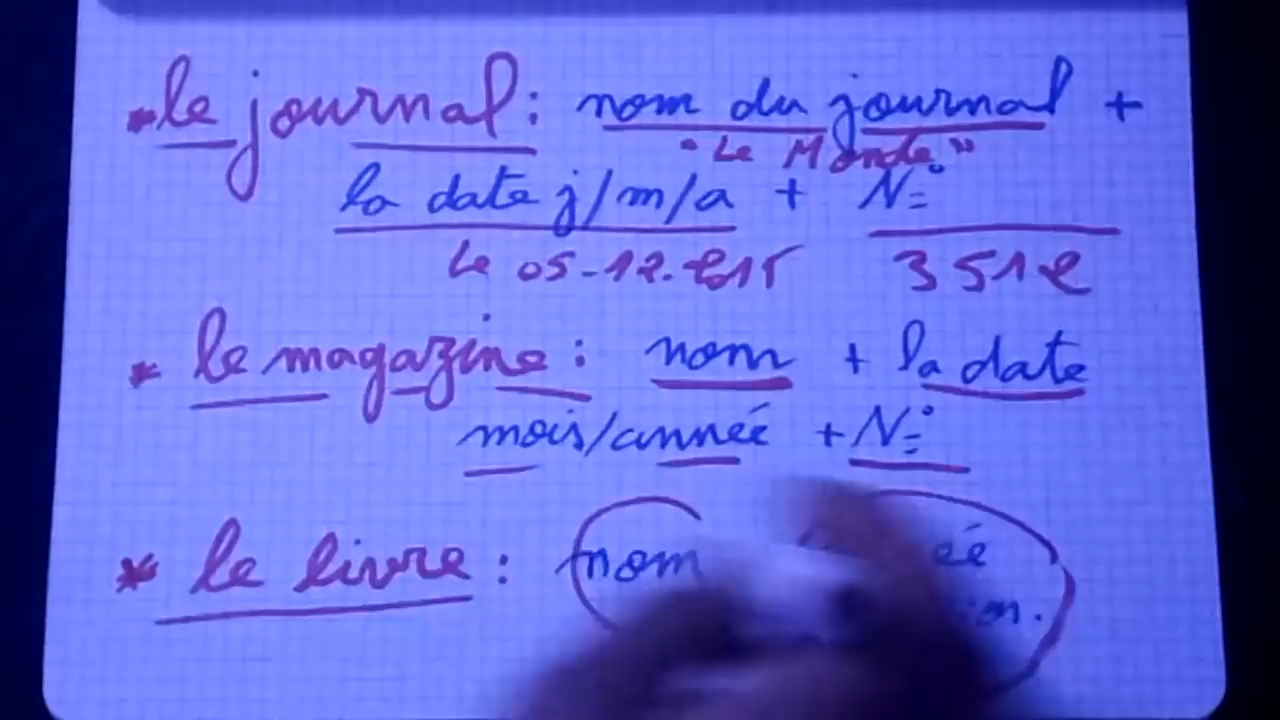 *le journal: nom du journal +
"Le Monde"
la date j/m/a + N°
Le 05-12-2015 3512
* le magazine: nom + la date
mois/année + N°
* le livre: nom